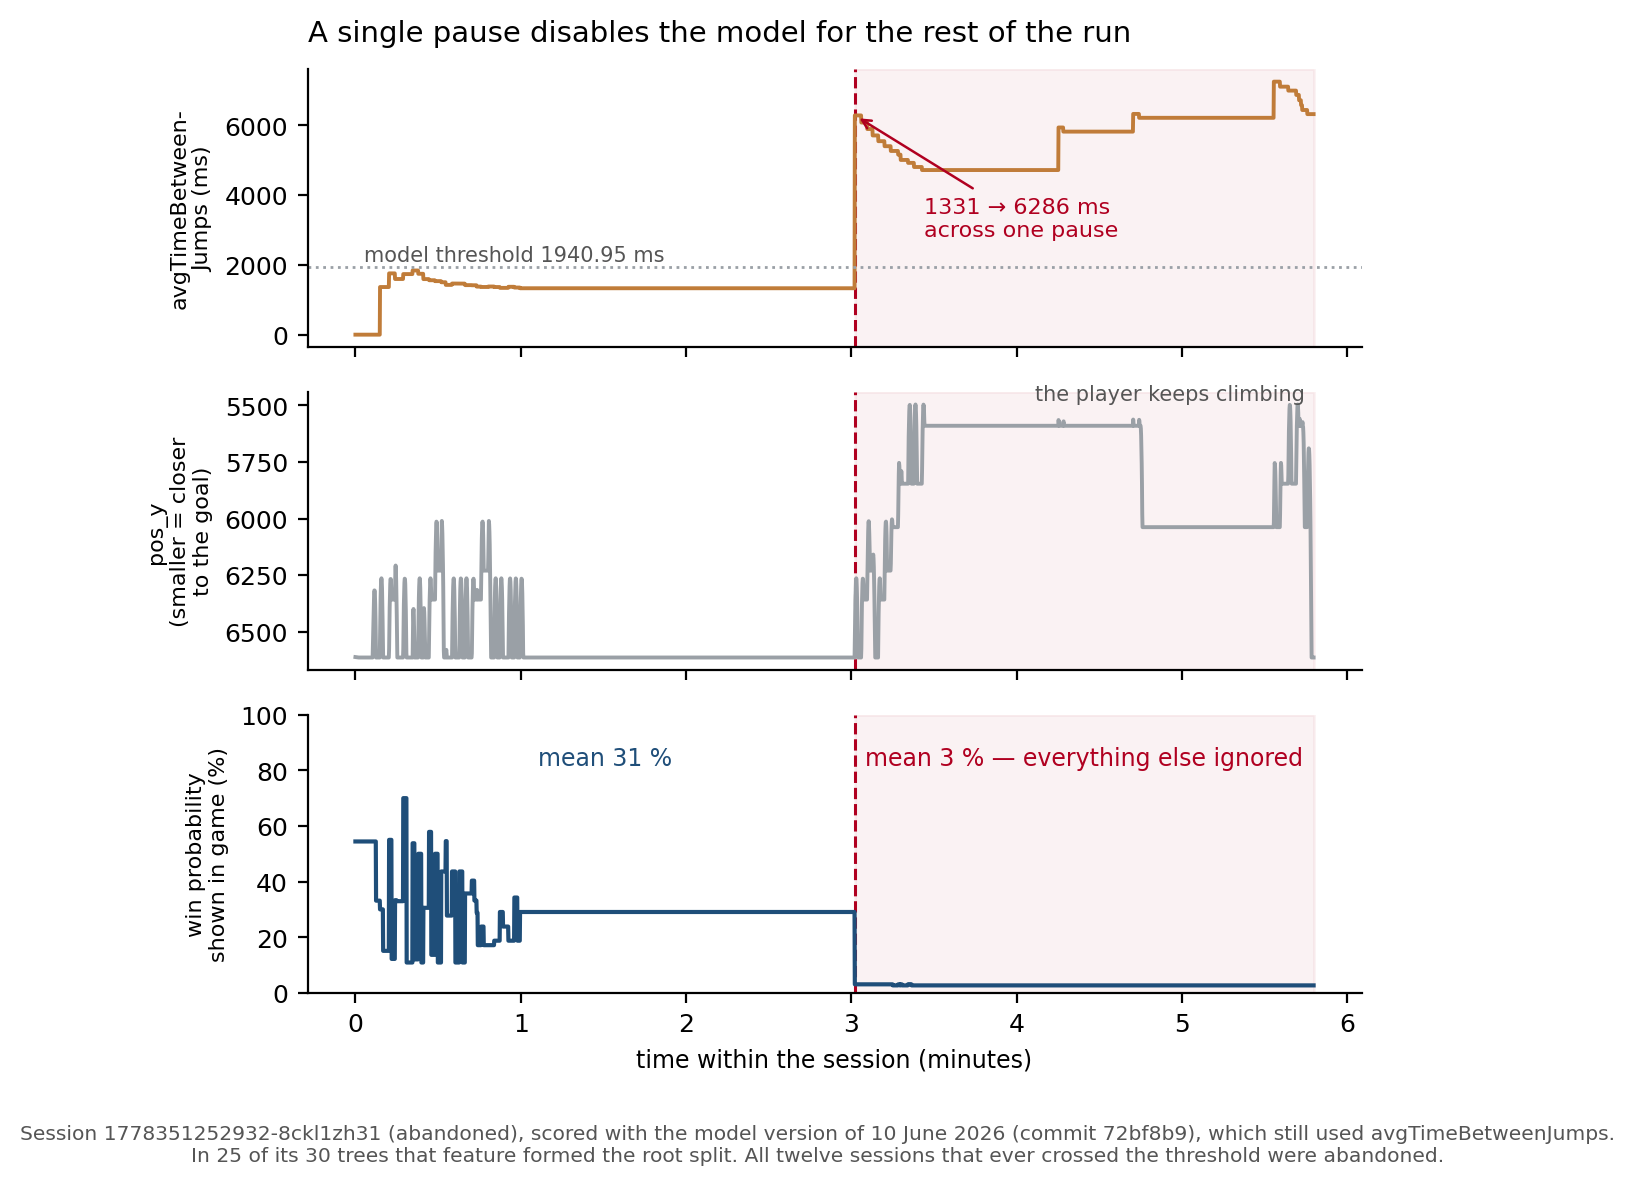 A single pause disables the model for the rest of the run
avgTimeBetween-
Jumps (ms)
6000
4000
2000
0
model threshold 1940.95 ms
1331 → 6286 ms
across one pause
pos_y
(smaller = closer
to the goal)
5500
5750
6000
6250
6500
the player keeps climbing
win probability
shown in game (%)
100
80
60
40
20
0
mean 31 %
mean 3 % — everything else ignored
0 1 2 3 4 5 6
time within the session (minutes)
Session 1778351252932-8ckl1zh31 (abandoned), scored with the model version of 10 June 2026 (commit 72bf8b9), which still used avgTimeBetweenJumps.
In 25 of its 30 trees that feature formed the root split. All twelve sessions that ever crossed the threshold were abandoned.